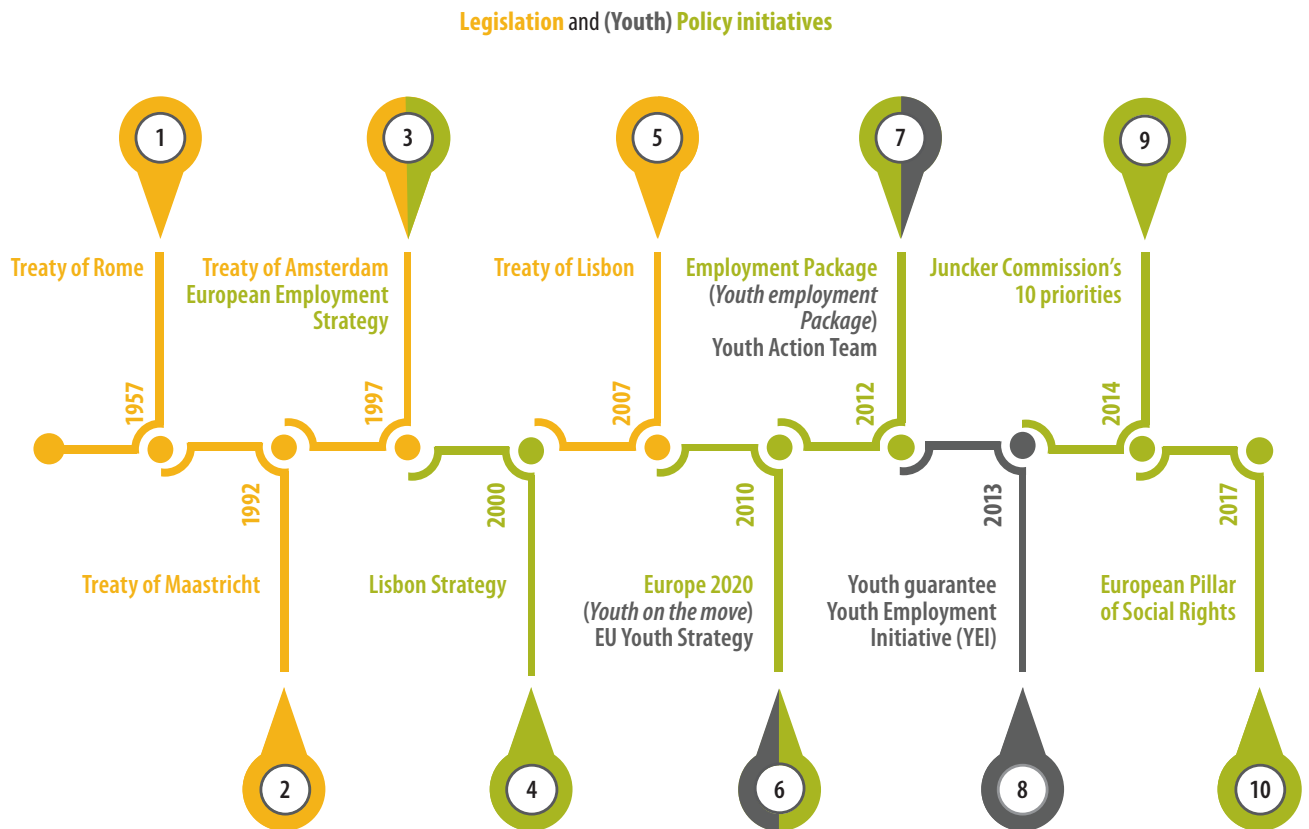 Legislation and (Youth) Policy initiatives
1
3
5
7
9
Treaty of Rome
Treaty of Amsterdam
European Employment
Strategy
Treaty of Lisbon
Employment Package
(Youth employment
Package)
Youth Action Team
Juncker Commission's
10 priorities
1957
1997
2007
2012
2014
1992
2000
2010
2013
2017
Treaty of Maastricht
Lisbon Strategy
Europe 2020
(Youth on the move)
EU Youth Strategy
Youth guarantee
Youth Employment
Initiative (YEI)
European Pillar
of Social Rights
2
4
6
8
10